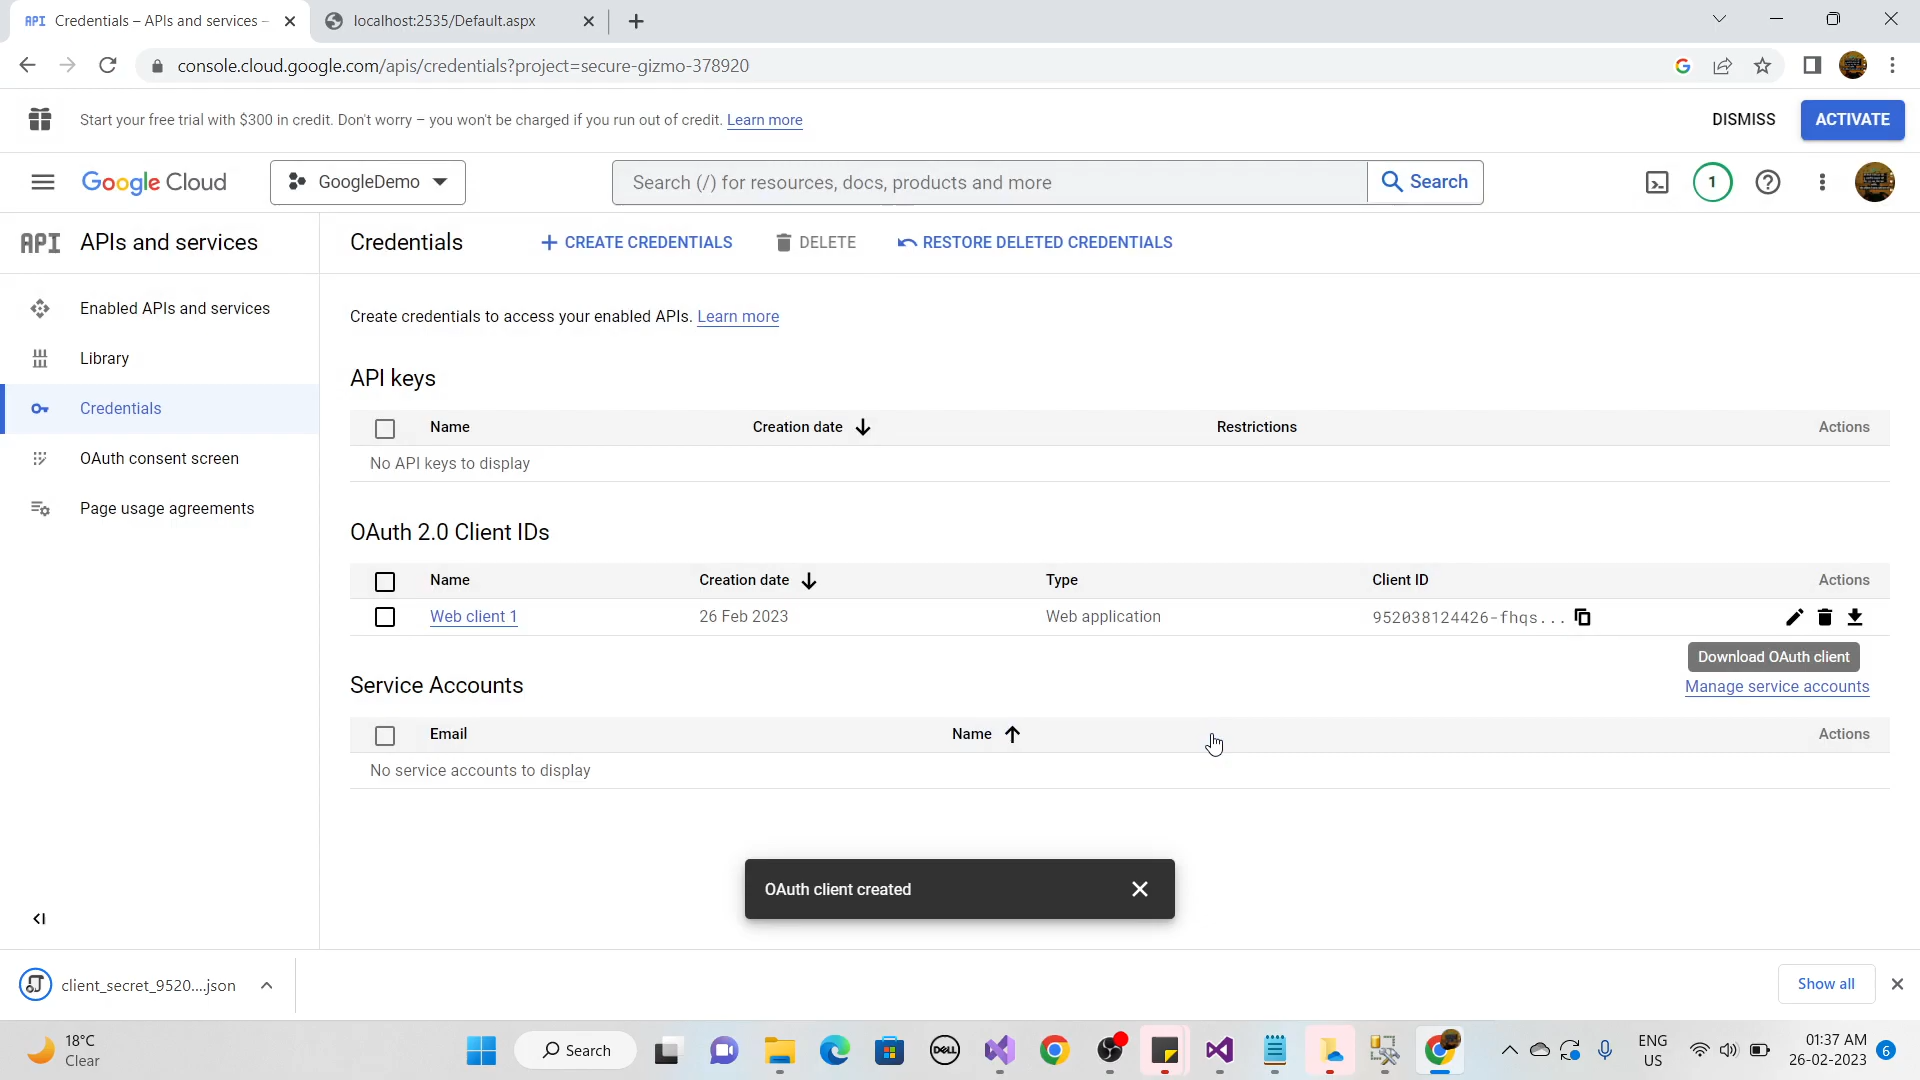 API Credentials – APIs and services –
localhost:2535/Default.aspx
console.cloud.google.com/apis/credentials?project=secure-gizmo-378920
Start your free trial with $300 in credit. Don't worry – you won't be charged if you run out of credit. Learn more
DISMISS
ACTIVATE
Google Cloud
GoogleDemo
Search (/) for resources, docs, products and more
Search
1
API APIs and services
Credentials
CREATE CREDENTIALS
DELETE
RESTORE DELETED CREDENTIALS
Enabled APIs and services
Library
Credentials
OAuth consent screen
Page usage agreements
Create credentials to access your enabled APIs. Learn more
API keys
Name Creation date Restrictions Actions
No API keys to display
OAuth 2.0 Client IDs
Name Creation date Type Client ID Actions
Web client 1 26 Feb 2023 Web application 952038124426-fhqs...
Download OAuth client
Service Accounts
Manage service accounts
Email Name Actions
No service accounts to display
OAuth client created
client_secret_9520....json
Show all
18°C
Clear
Search
DELL
ENG
US
01:37 AM
26-02-2023
6